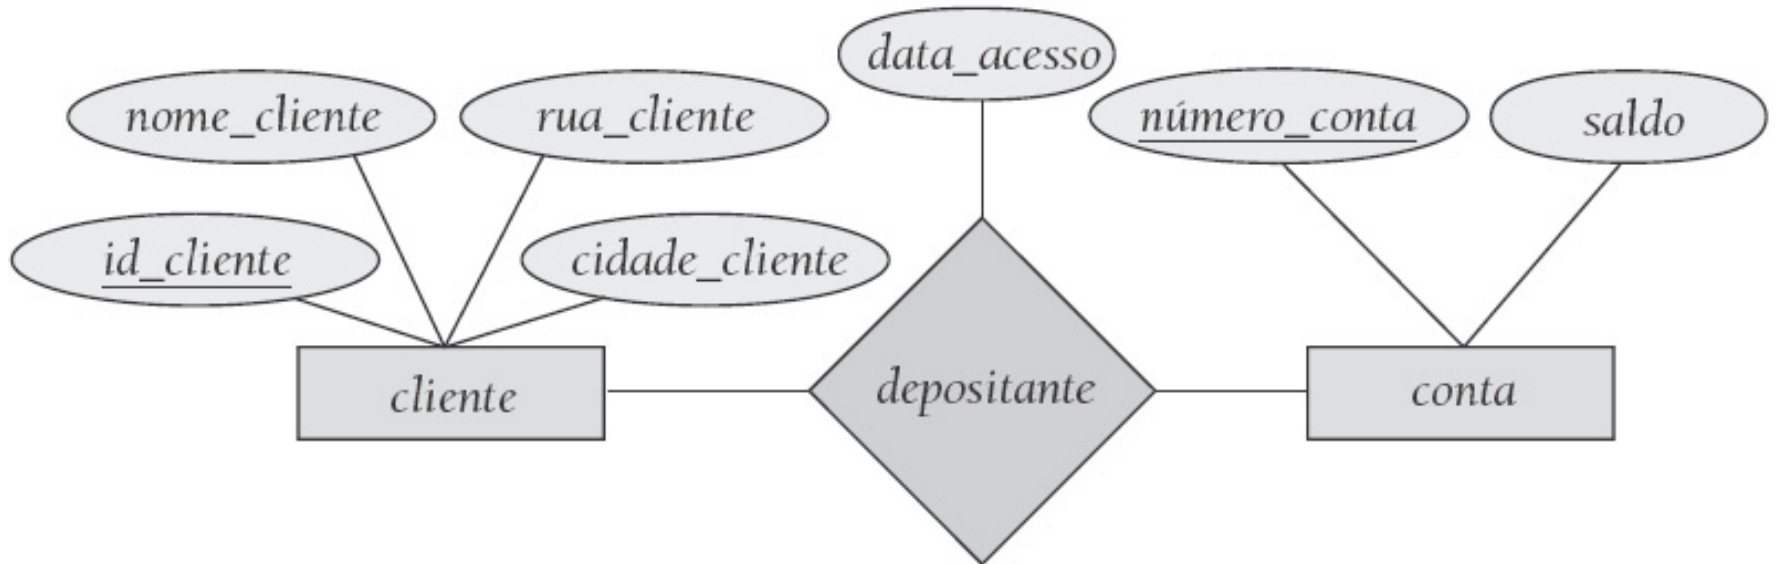 data_acesso
nome_cliente
rua_cliente
número_conta
saldo
id_cliente
cidade_cliente
cliente
depositante
conta